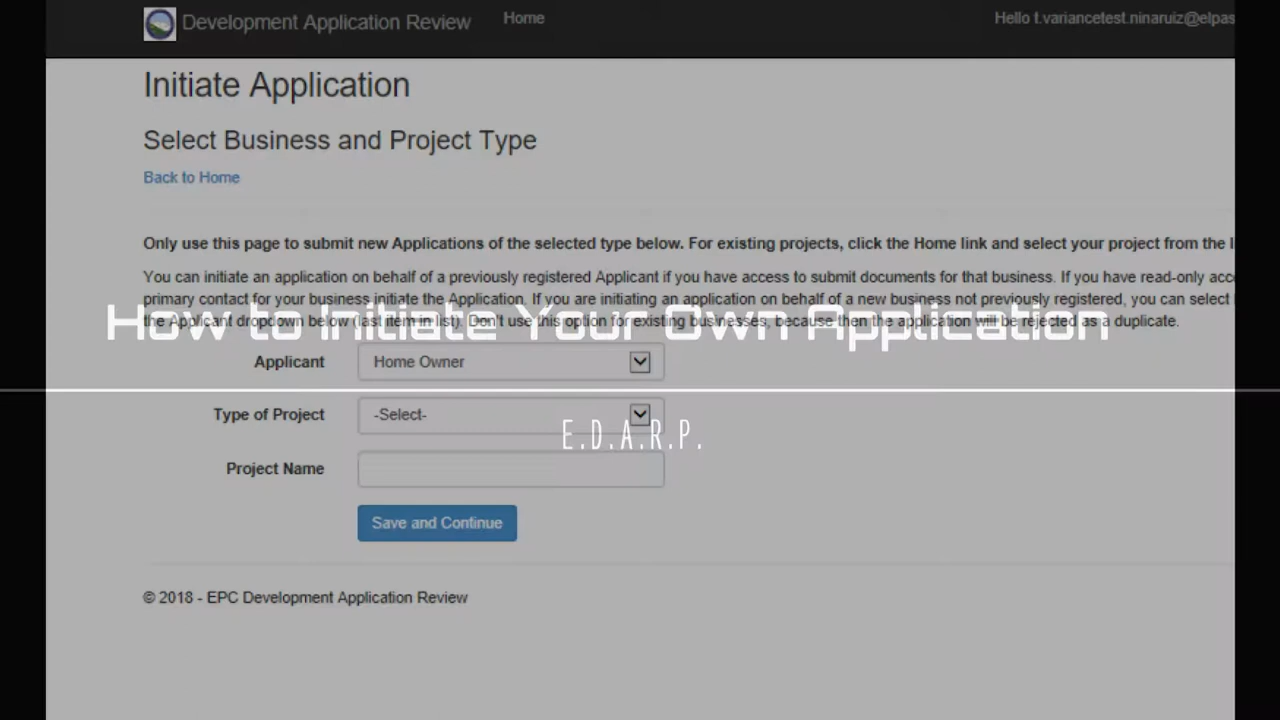 Development Application Review
Home
Hello t.variancetest.ninaruiz@elpas
Initiate Application
Select Business and Project Type
Back to Home
Only use this page to submit new Applications of the selected type below. For existing projects, click the Home link and select your project from the l
You can initiate an application on behalf of a previously registered Applicant if you have access to submit documents for that business. If you have read-only acc
primary contact for your business initiate the Application. If you are initiating an application on behalf of a new business not previously registered, you can select
the Applicant dropdown below (last item in list). Don't use this option for existing businesses, because then the application will be rejected as a duplicate.
How to Initiate Your Own Application
Applicant
Home Owner
Type of Project
-Select-
E.D.A.R.P.
Project Name
Save and Continue
© 2018 - EPC Development Application Review